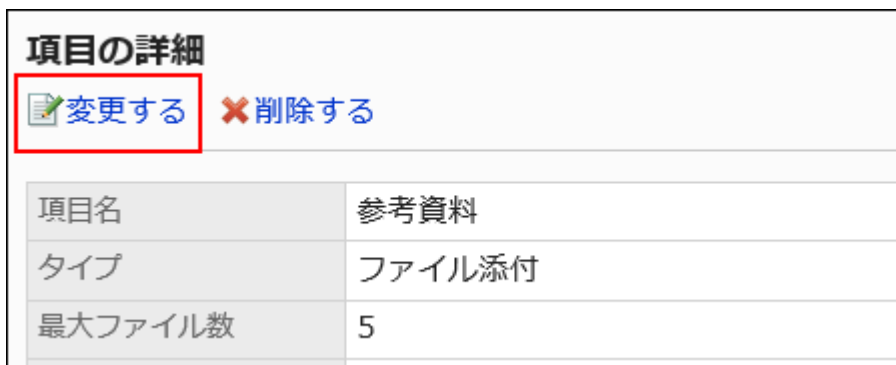 項目の詳細
変更する 削除する
項目名 参考資料
タイプ ファイル添付
最大ファイル数 5